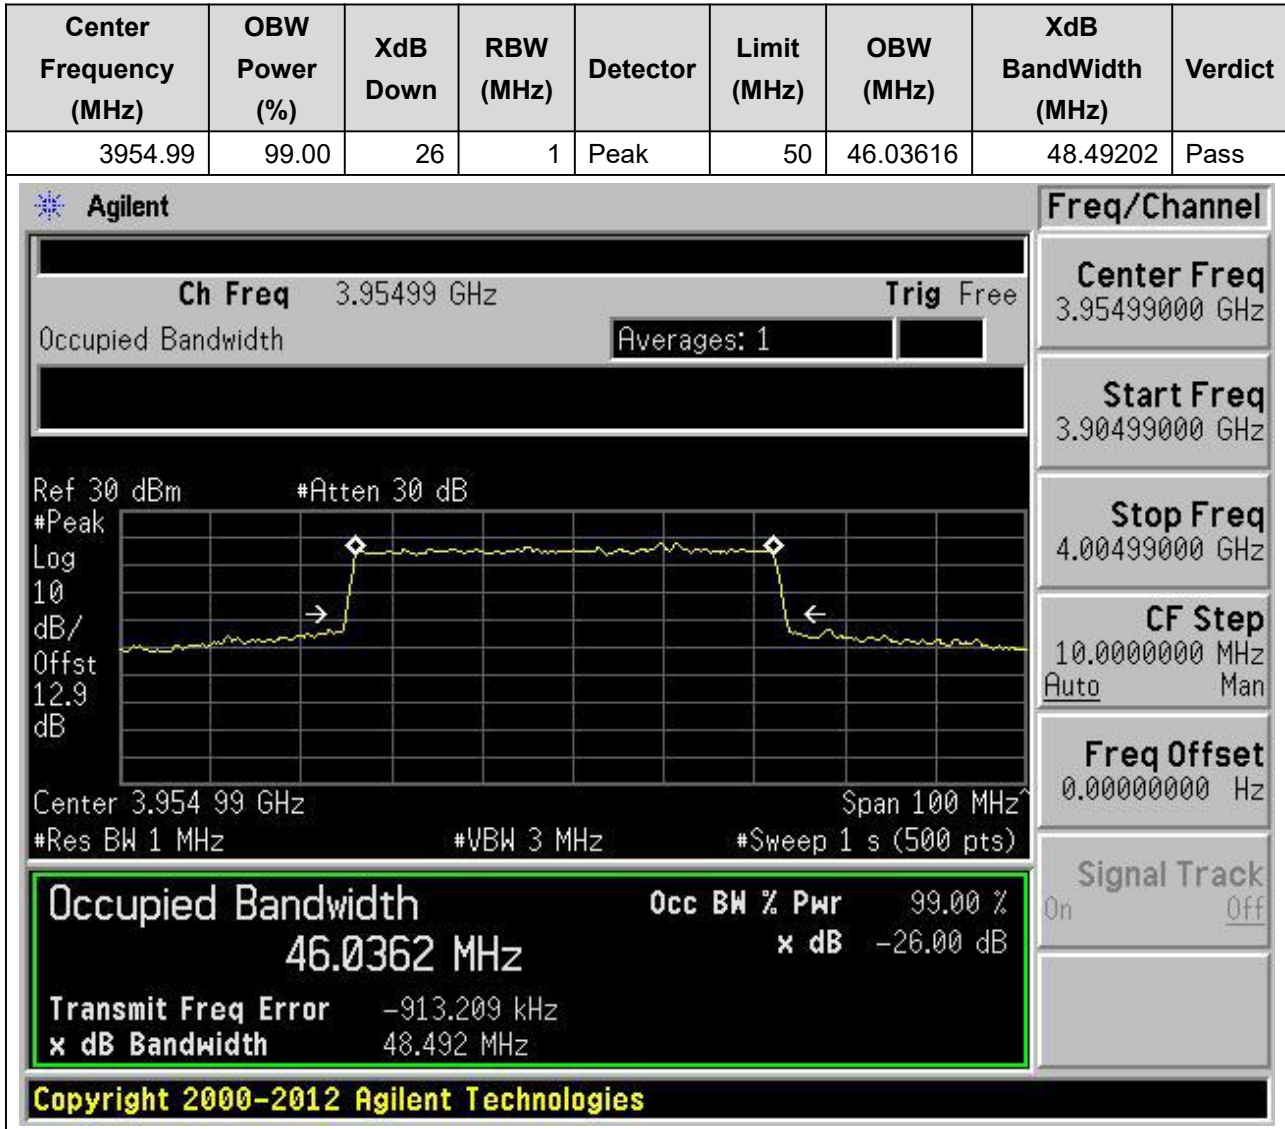 Center Frequency (MHz) OBW Power (%) XdB Down RBW (MHz) Detector Limit (MHz) OBW (MHz) XdB BandWidth (MHz) Verdict
3954.99 99.00 26 1 Peak 50 46.03616 48.49202 Pass
Agilent
Freq/Channel
Ch Freq 3.95499 GHz Trig Free
Occupied Bandwidth Averages: 1
Center Freq
3.95499000 GHz
Start Freq
3.90499000 GHz
Stop Freq
4.00499000 GHz
CF Step
10.0000000 MHz
Auto Man
Freq Offset
0.00000000 Hz
Signal Track
On Off
Ref 30 dBm #Atten 30 dB
#Peak
Log
10
dB/
Offst
12.9
dB
Center 3.954 99 GHz Span 100 MHz^
#Res BW 1 MHz #VBW 3 MHz #Sweep 1 s (500 pts)
Occupied Bandwidth Occ BW % Pwr 99.00 %
46.0362 MHz x dB -26.00 dB
Transmit Freq Error -913.209 kHz
x dB Bandwidth 48.492 MHz
Copyright 2000-2012 Agilent Technologies